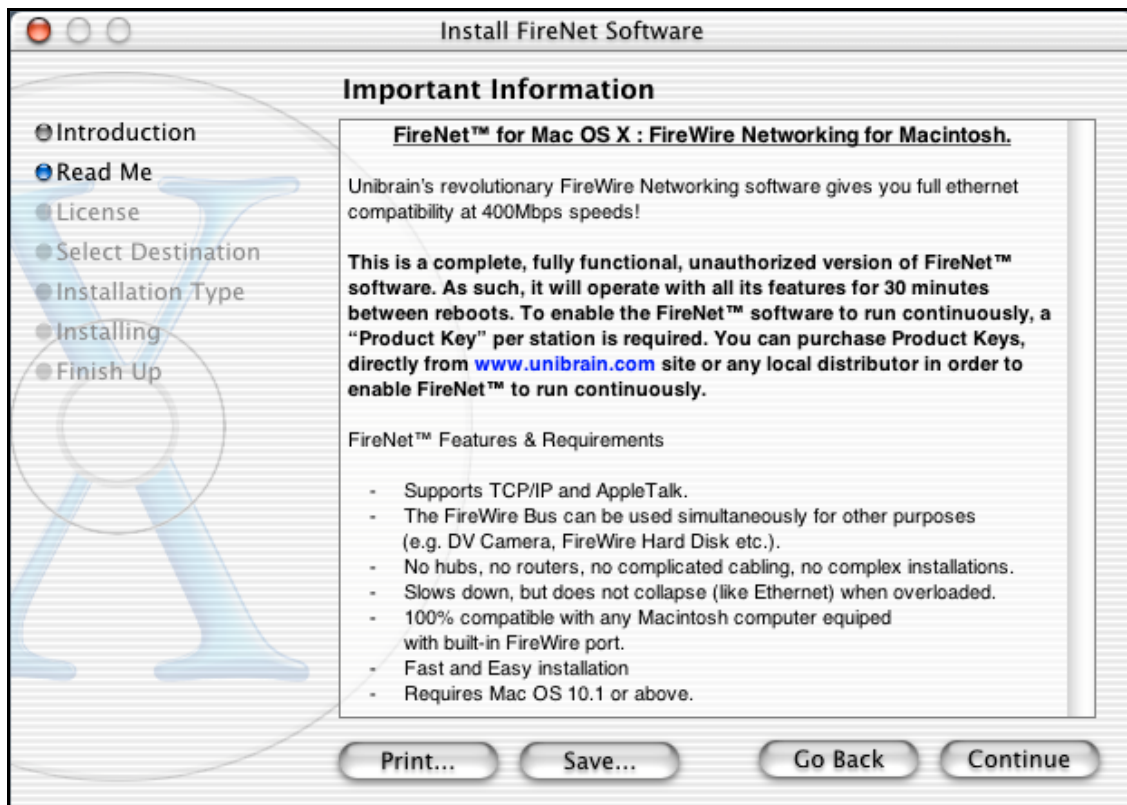 Install FireNet Software
Important Information
Introduction
Read Me
License
Select Destination
Installation Type
Installing
Finish Up
FireNet™ for Mac OS X : FireWire Networking for Macintosh.
Unibrain's revolutionary FireWire Networking software gives you full ethernet
compatibility at 400Mbps speeds!
This is a complete, fully functional, unauthorized version of FireNet™
software. As such, it will operate with all its features for 30 minutes
between reboots. To enable the FireNet™ software to run continuously, a
“Product Key” per station is required. You can purchase Product Keys,
directly from www.unibrain.com site or any local distributor in order to
enable FireNet™ to run continuously.
FireNet™ Features & Requirements
- Supports TCP/IP and AppleTalk.
- The FireWire Bus can be used simultaneously for other purposes
(e.g. DV Camera, FireWire Hard Disk etc.).
- No hubs, no routers, no complicated cabling, no complex installations.
- Slows down, but does not collapse (like Ethernet) when overloaded.
- 100% compatible with any Macintosh computer equiped
with built-in FireWire port.
- Fast and Easy installation
- Requires Mac OS 10.1 or above.
Print...
Save...
Go Back
Continue